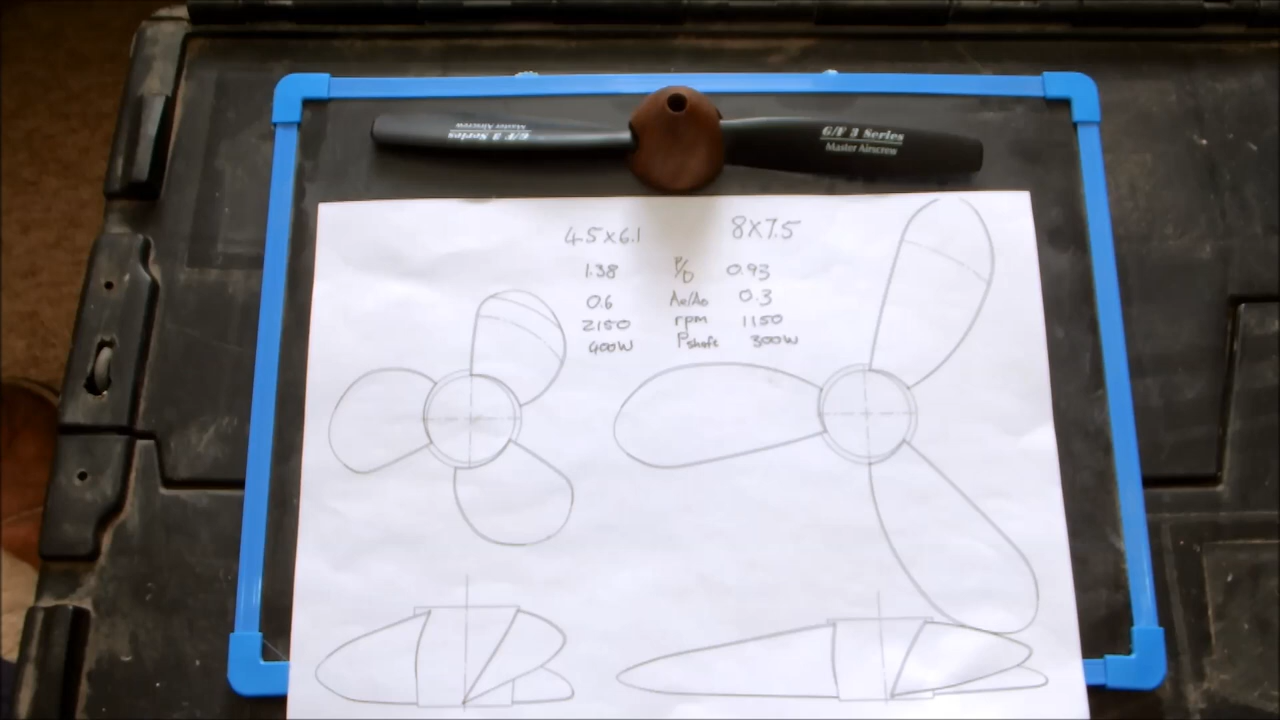 G/F 3 Series
Master Airscrew
G/F 3 Series
Master Airscrew
4.5x6.1 8x7.5
1.38 P/D 0.93
0.6 Ae/Ao 0.3
2150 rpm 1150
400W Pshaft 300W